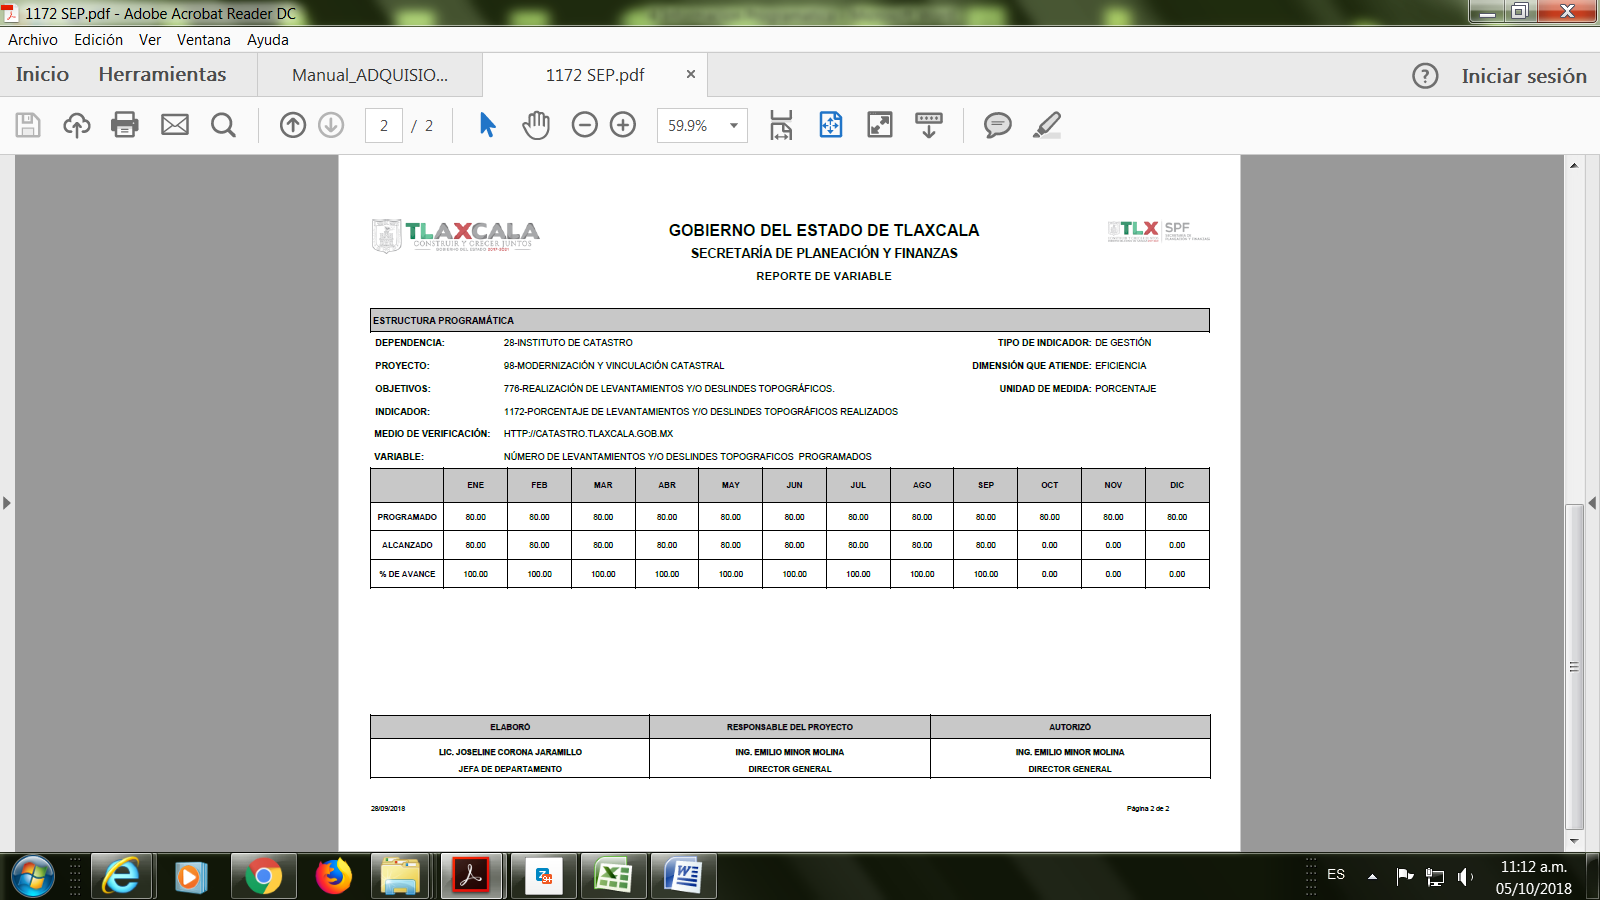 1172 SEP.pdf - Adobe Acrobat Reader DC
Archivo Edición Ver Ventana Ayuda
Inicio Herramientas Manual_ADQUISIO... 1172 SEP.pdf × ? Iniciar sesión
2 / 2 59.9%
TLAXCALA
CONSTRUIR Y CRECER JUNTOS
GOBIERNO DEL ESTADO 2017-2021
GOBIERNO DEL ESTADO DE TLAXCALA
SECRETARÍA DE PLANEACIÓN Y FINANZAS
REPORTE DE VARIABLE
TLX SPF
ESTRUCTURA PROGRAMÁTICA
DEPENDENCIA: 28-INSTITUTO DE CATASTRO TIPO DE INDICADOR: DE GESTIÓN
PROYECTO: 98-MODERNIZACIÓN Y VINCULACIÓN CATASTRAL DIMENSIÓN QUE ATIENDE: EFICIENCIA
OBJETIVOS: 776-REALIZACIÓN DE LEVANTAMIENTOS Y/O DESLINDES TOPOGRÁFICOS. UNIDAD DE MEDIDA: PORCENTAJE
INDICADOR: 1172-PORCENTAJE DE LEVANTAMIENTOS Y/O DESLINDES TOPOGRÁFICOS REALIZADOS
MEDIO DE VERIFICACIÓN: HTTP://CATASTRO.TLAXCALA.GOB.MX
VARIABLE: NÚMERO DE LEVANTAMIENTOS Y/O DESLINDES TOPOGRAFICOS PROGRAMADOS
ENE FEB MAR ABR MAY JUN JUL AGO SEP OCT NOV DIC
PROGRAMADO 80.00 80.00 80.00 80.00 80.00 80.00 80.00 80.00 80.00 80.00 80.00 80.00
ALCANZADO 80.00 80.00 80.00 80.00 80.00 80.00 80.00 80.00 80.00 0.00 0.00 0.00
% DE AVANCE 100.00 100.00 100.00 100.00 100.00 100.00 100.00 100.00 100.00 0.00 0.00 0.00
ELABORÓ RESPONSABLE DEL PROYECTO AUTORIZÓ
LIC. JOSELINE CORONA JARAMILLO ING. EMILIO MINOR MOLINA ING. EMILIO MINOR MOLINA
JEFA DE DEPARTAMENTO DIRECTOR GENERAL DIRECTOR GENERAL
28/09/2018 Página 2 de 2
ES 11:12 a.m.
05/10/2018